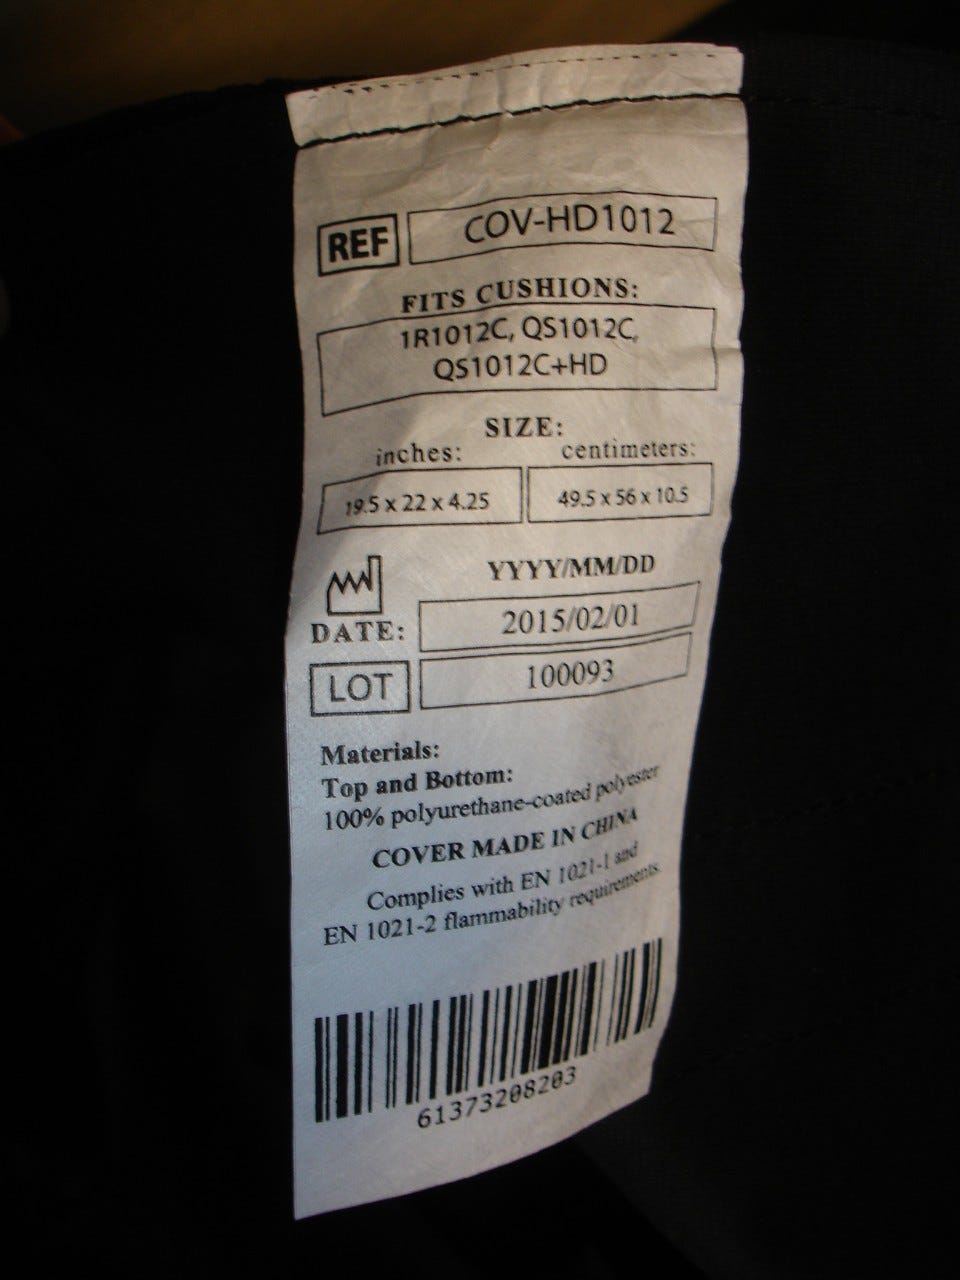 REF COV-HD1012
FITS CUSHIONS:
1R1012C, QS1012C,
QS1012C+HD
SIZE:
inches: centimeters:
19.5 x 22 x 4.25 49.5 x 56 x 10.5
YYYY/MM/DD
DATE: 2015/02/01
LOT 100093
Materials:
Top and Bottom:
100% polyurethane-coated polyester
COVER MADE IN CHINA
Complies with EN 1021-1 and
EN 1021-2 flammability requirements.
61373208203